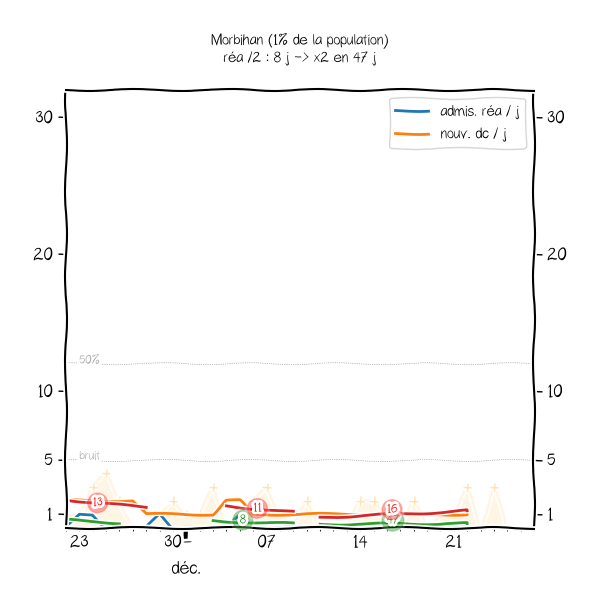 Morbihan (1% de la population)
réa /2 : 8 j -> x2 en 47 j
admis. réa / j
nouv. dc / j
30 30
20 20
50%
10 10
bruit
5 5
13 11 16
8 47
1 1
23 30 07 14 21
déc.